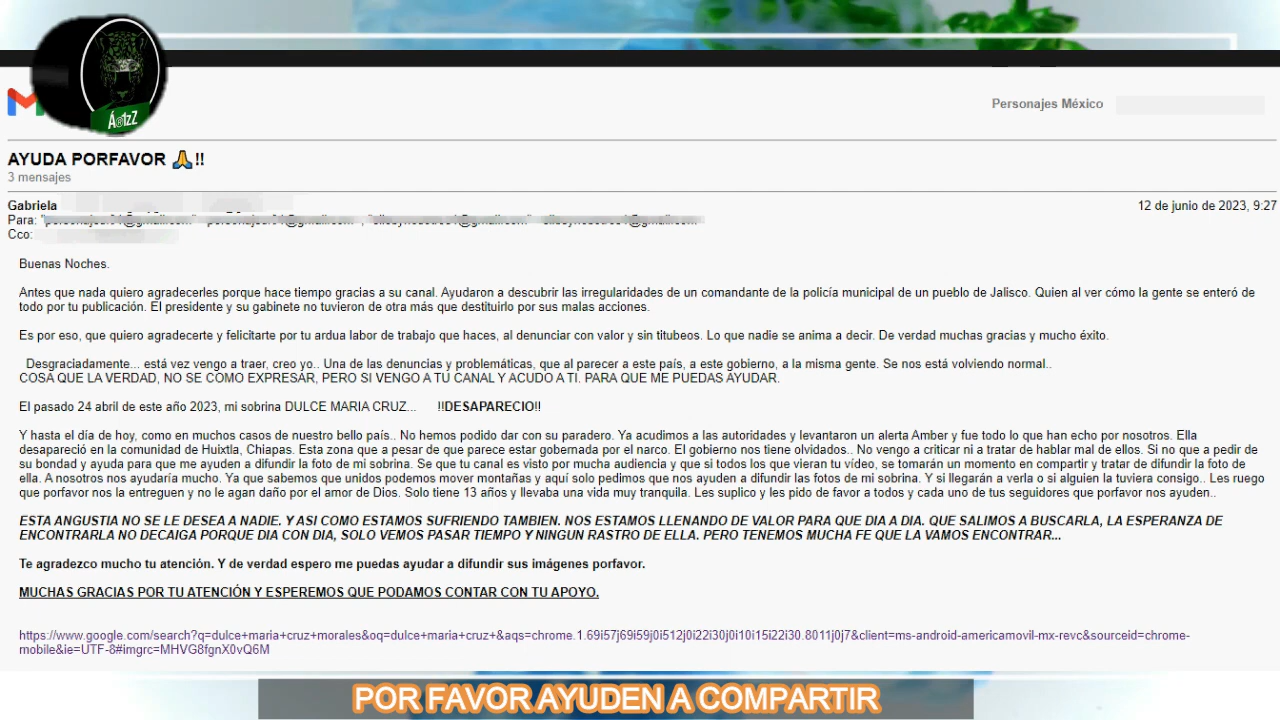 Á@1zZ
Personajes México
AYUDA PORFAVOR 🙏!!
3 mensajes
Gabriela
12 de junio de 2023, 9:27
Para:
Cco:
Buenas Noches.
Antes que nada quiero agradecerles porque hace tiempo gracias a su canal. Ayudaron a descubrir las irregularidades de un comandante de la policía municipal de un pueblo de Jalisco. Quien al ver cómo la gente se enteró de
todo por tu publicación. El presidente y su gabinete no tuvieron de otra más que destituirlo por sus malas acciones.
Es por eso, que quiero agradecerte y felicitarte por tu ardua labor de trabajo que haces, al denunciar con valor y sin titubeos. Lo que nadie se anima a decir. De verdad muchas gracias y mucho éxito.
Desgraciadamente... está vez vengo a traer, creo yo.. Una de las denuncias y problemáticas, que al parecer a este país, a este gobierno, a la misma gente. Se nos está volviendo normal..
COSA QUE LA VERDAD, NO SE COMO EXPRESAR, PERO SI VENGO A TU CANAL Y ACUDO A TI. PARA QUE ME PUEDAS AYUDAR.
El pasado 24 abril de este año 2023, mi sobrina DULCE MARIA CRUZ... !!DESAPARECIO!!
Y hasta el día de hoy, como en muchos casos de nuestro bello país.. No hemos podido dar con su paradero. Ya acudimos a las autoridades y levantaron un alerta Amber y fue todo lo que han echo por nosotros. Ella
desapareció en la comunidad de Huixtla, Chiapas. Esta zona que a pesar de que parece estar gobernada por el narco. El gobierno nos tiene olvidados.. No vengo a criticar ni a tratar de hablar mal de ellos. Si no que a pedir de
su bondad y ayuda para que me ayuden a difundir la foto de mi sobrina. Se que tu canal es visto por mucha audiencia y que si todos los que vieran tu vídeo, se tomarán un momento en compartir y tratar de difundir la foto de
ella. A nosotros nos ayudaría mucho. Ya que sabemos que unidos podemos mover montañas y aquí solo pedimos que nos ayuden a difundir las fotos de mi sobrina. Y si llegarán a verla o si alguien la tuviera consigo.. Les ruego
que porfavor nos la entreguen y no le agan daño por el amor de Dios. Solo tiene 13 años y llevaba una vida muy tranquila. Les suplico y les pido de favor a todos y cada uno de tus seguidores que porfavor nos ayuden..
ESTA ANGUSTIA NO SE LE DESEA A NADIE. Y ASI COMO ESTAMOS SUFRIENDO TAMBIEN. NOS ESTAMOS LLENANDO DE VALOR PARA QUE DIA A DIA. QUE SALIMOS A BUSCARLA, LA ESPERANZA DE
ENCONTRARLA NO DECAIGA PORQUE DIA CON DIA, SOLO VEMOS PASAR TIEMPO Y NINGUN RASTRO DE ELLA. PERO TENEMOS MUCHA FE QUE LA VAMOS ENCONTRAR...
Te agradezco mucho tu atención. Y de verdad espero me puedas ayudar a difundir sus imágenes porfavor.
MUCHAS GRACIAS POR TU ATENCIÓN Y ESPEREMOS QUE PODAMOS CONTAR CON TU APOYO.
https://www.google.com/search?q=dulce+maria+cruz+morales&oq=dulce+maria+cruz+&aqs=chrome.1.69i57j69i59j0i512j0i22i30j0i10i15i22i30.8011j0j7&client=ms-android-americamovil-mx-revc&sourceid=chrome-
mobile&ie=UTF-8#imgrc=MHVG8fgnX0vQ6M
POR FAVOR AYUDEN A COMPARTIR